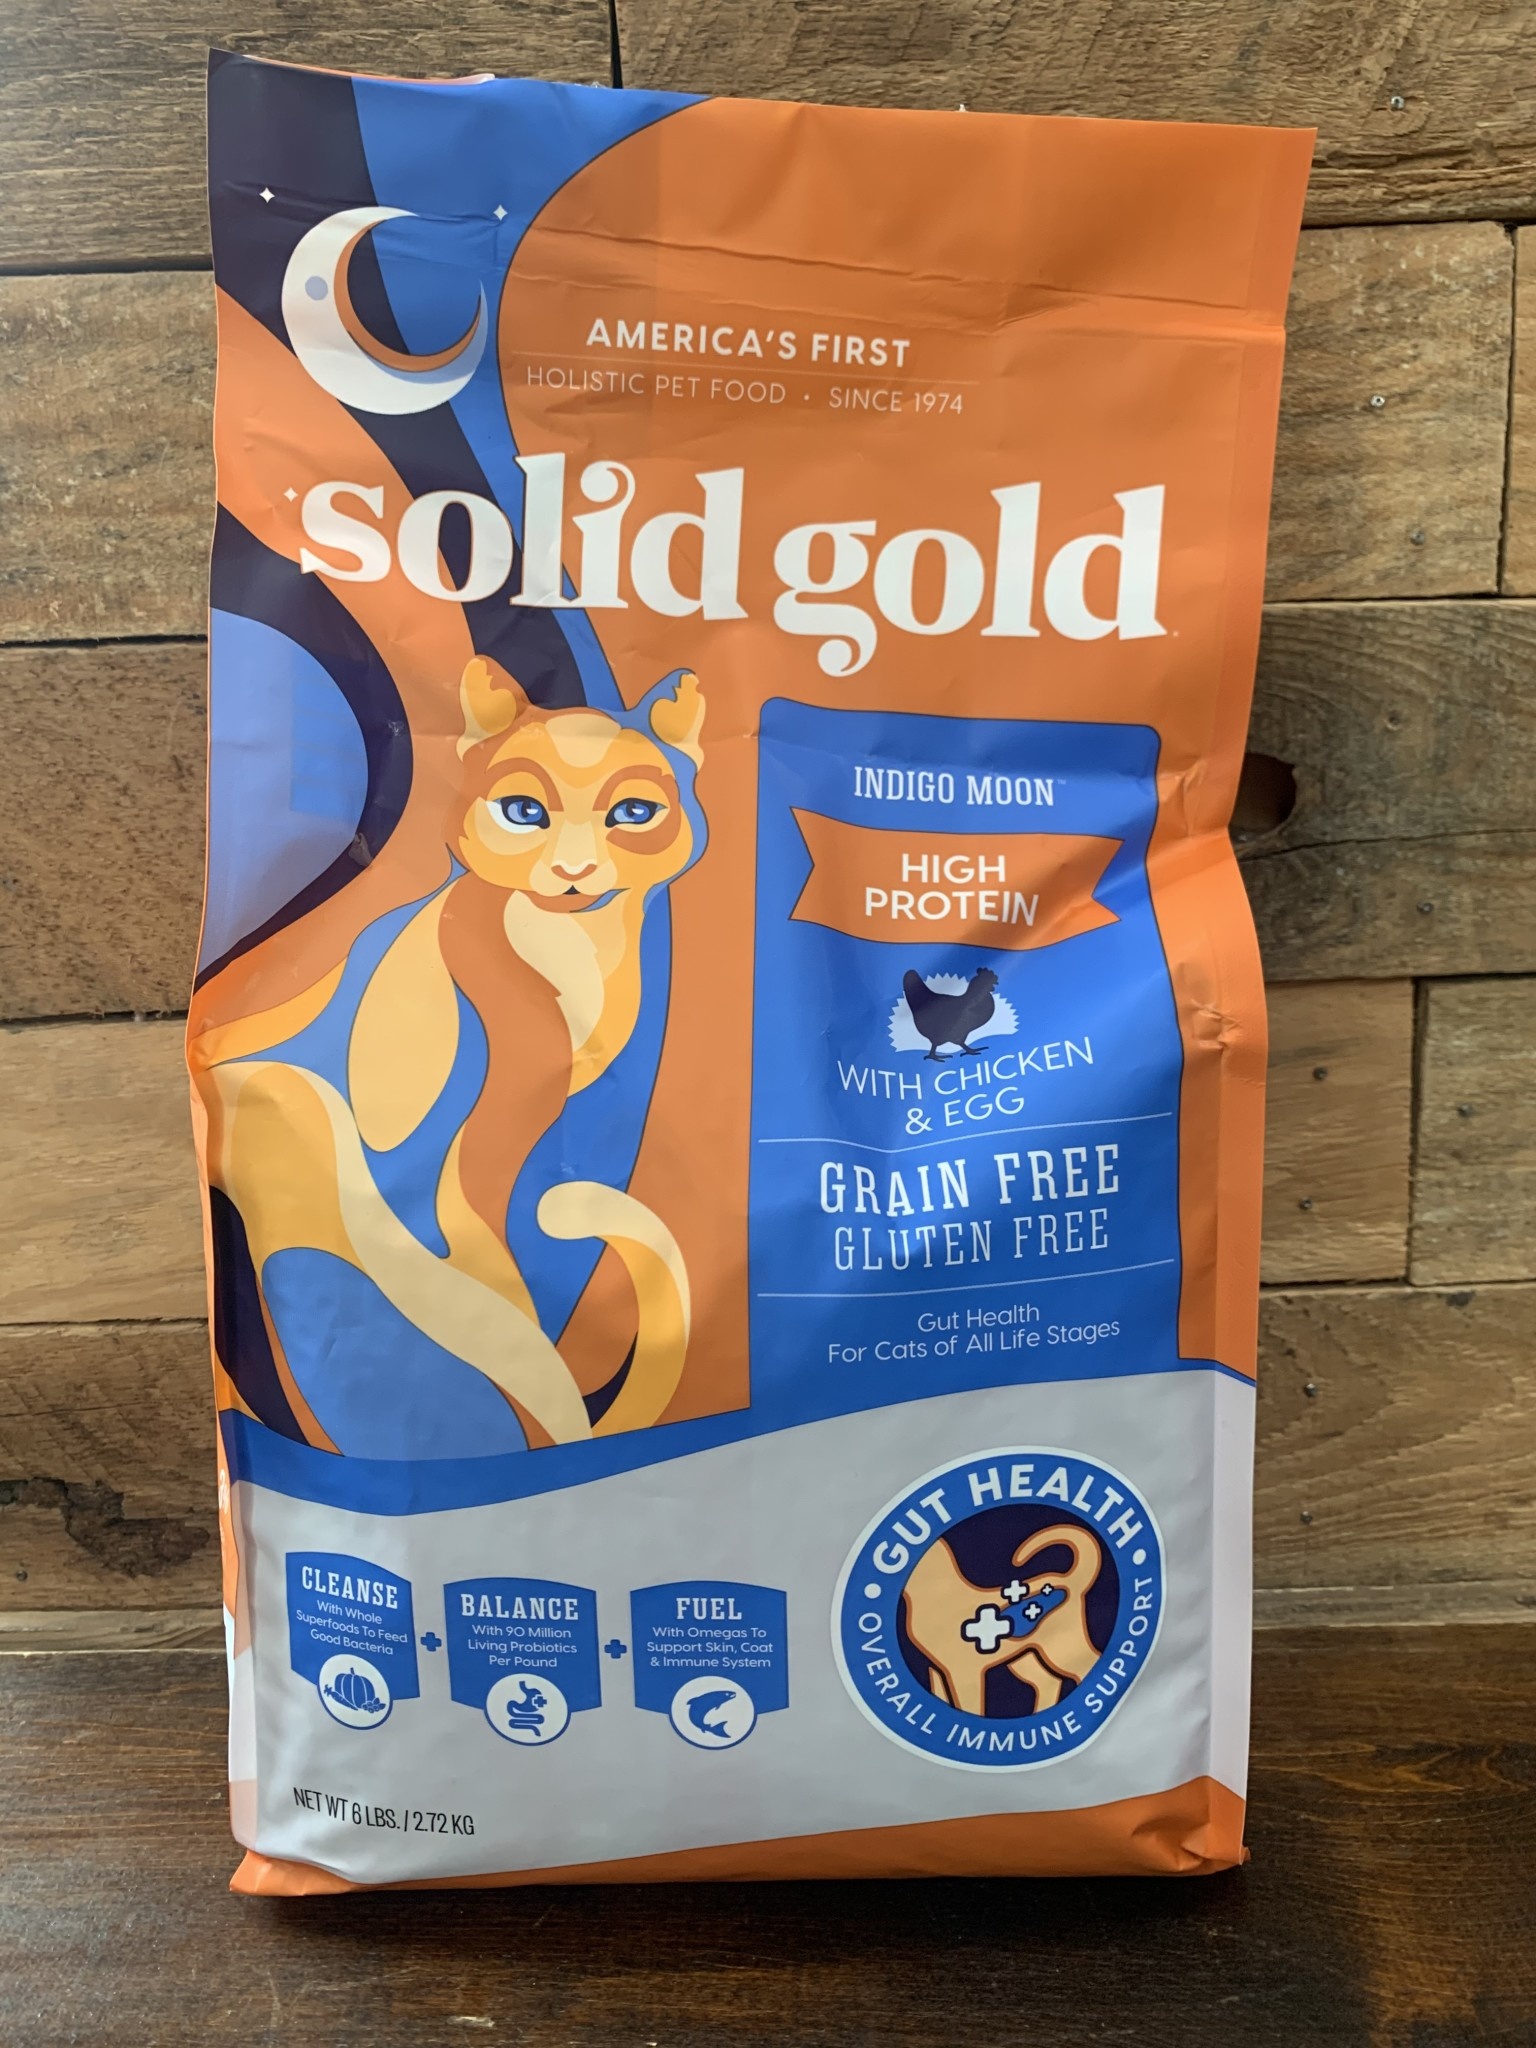 AMERICA'S FIRST
HOLISTIC PET FOOD • SINCE 1974
solid gold
INDIGO MOON™
HIGH
PROTEIN
WITH CHICKEN
& EGG
GRAIN FREE
GLUTEN FREE
Gut Health
For Cats of All Life Stages
CLEANSE
With Whole
Superfoods To Feed
Good Bacteria
BALANCE
With 90 Million
Living Probiotics
Per Pound
FUEL
With Omegas To
Support Skin, Coat
& Immune System
GUT HEALTH
• OVERALL IMMUNE SUPPORT •
NET WT 6 LBS. / 2.72 KG